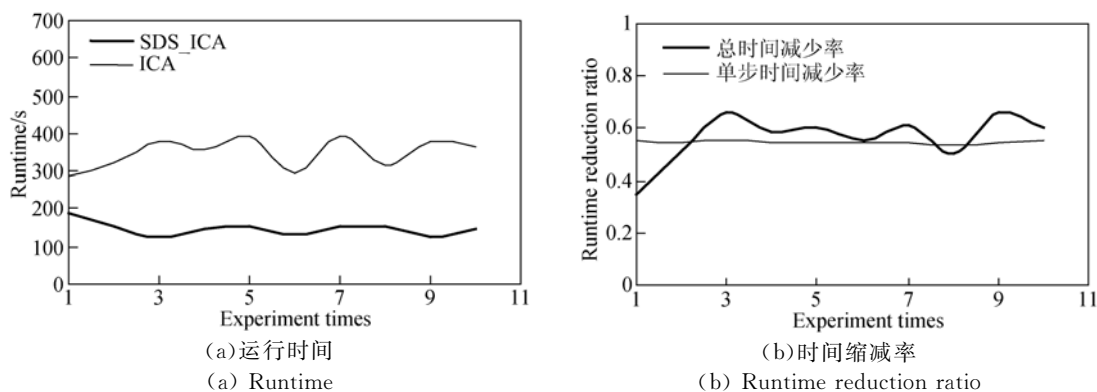 700
600
500
400
300
200
100
0
Runtime/s
SDS_ICA
ICA
1 3 5 7 9 11
Experiment times
(a)运行时间
(a) Runtime
1
0.8
0.6
0.4
0.2
0
Runtime reduction ratio
总时间减少率
单步时间减少率
1 3 5 7 9 11
Experiment times
(b)时间缩减率
(b) Runtime reduction ratio